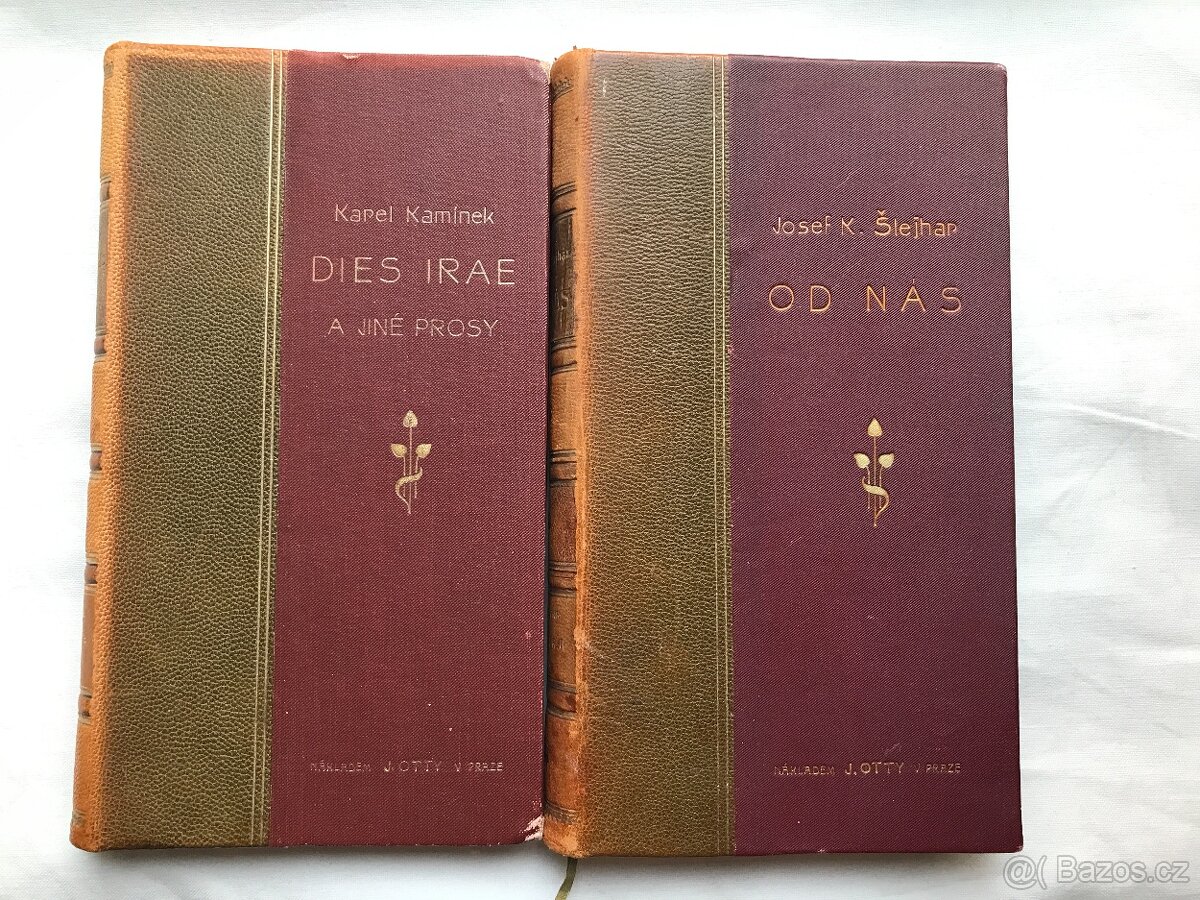 Karel Kamínek
DIES IRAE
A JINÉ PROSY
NÁKLADEM J. OTTY V PRAZE
Josef K. Šlejhar
OD NÁS
NÁKLADEM J. OTTY V PRAZE
@( Bazos.cz